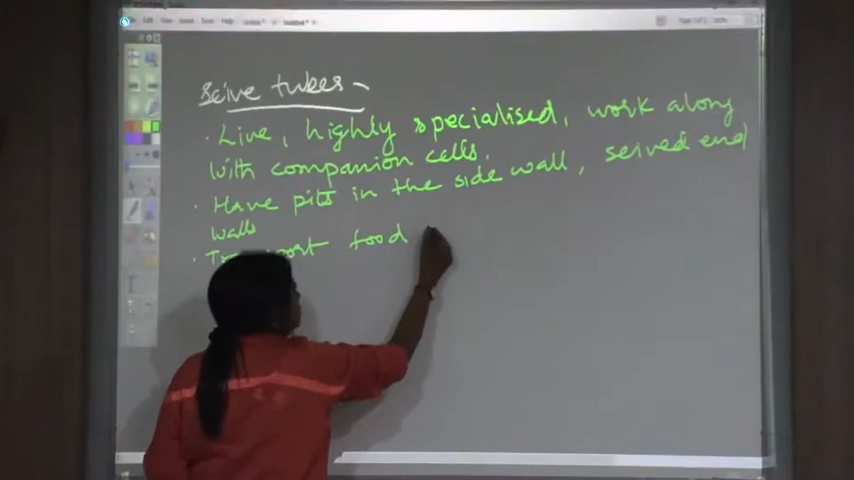 Seive tubes -
· Live, highly specialised, work along
with companion cells.
· Have pits in the side wall, seived end
walls
· Transport food